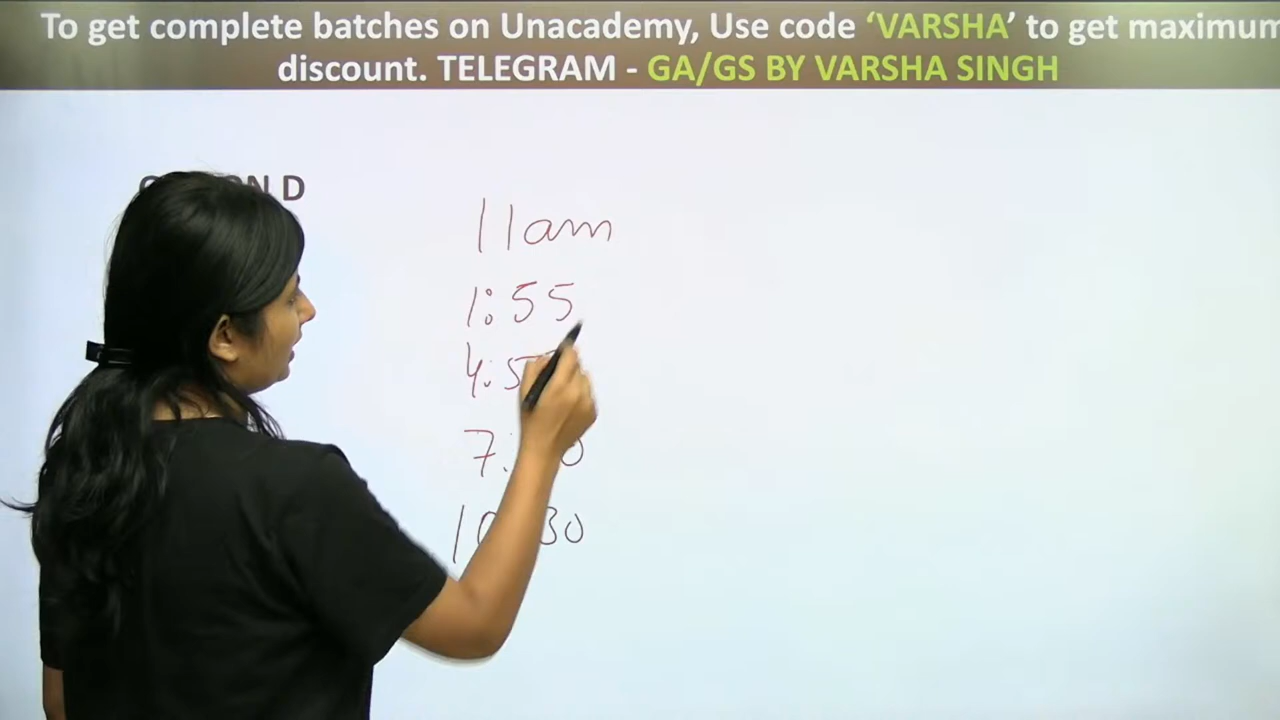 To get complete batches on Unacademy, Use code ‘VARSHA’ to get maximum
discount. TELEGRAM - GA/GS BY VARSHA SINGH
D
11am
1:55